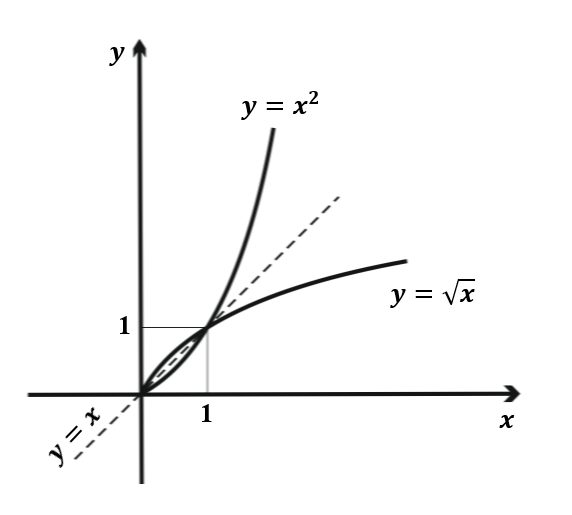 y
y = x²
y = √x
1
1
x
y = x